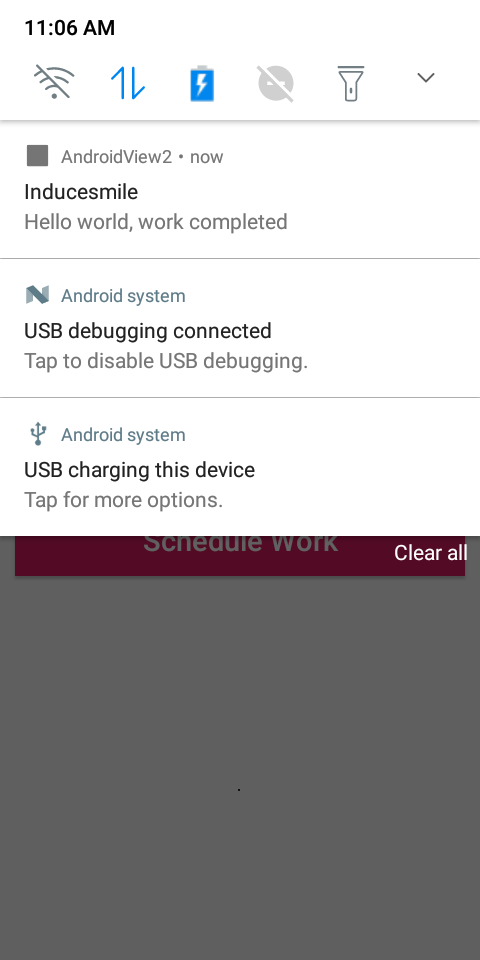 11:06 AM
AndroidView2 • now
Inducesmile
Hello world, work completed
Android system
USB debugging connected
Tap to disable USB debugging.
Android system
USB charging this device
Tap for more options.
Schedule Work
Clear all